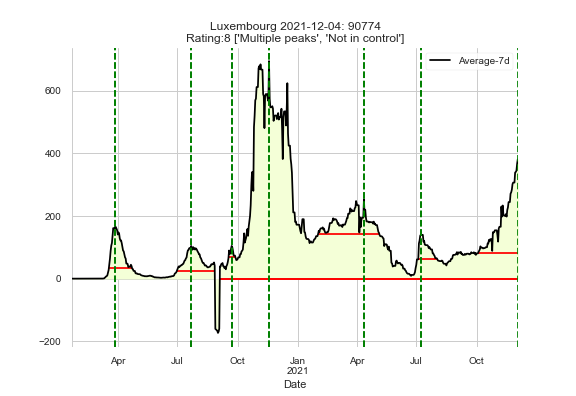 Luxembourg 2021-12-04: 90774
Rating:8 ['Multiple peaks', 'Not in control']
Average-7d
600
400
200
0
−200
Apr Jul Oct Jan Apr Jul Oct
2021
Date